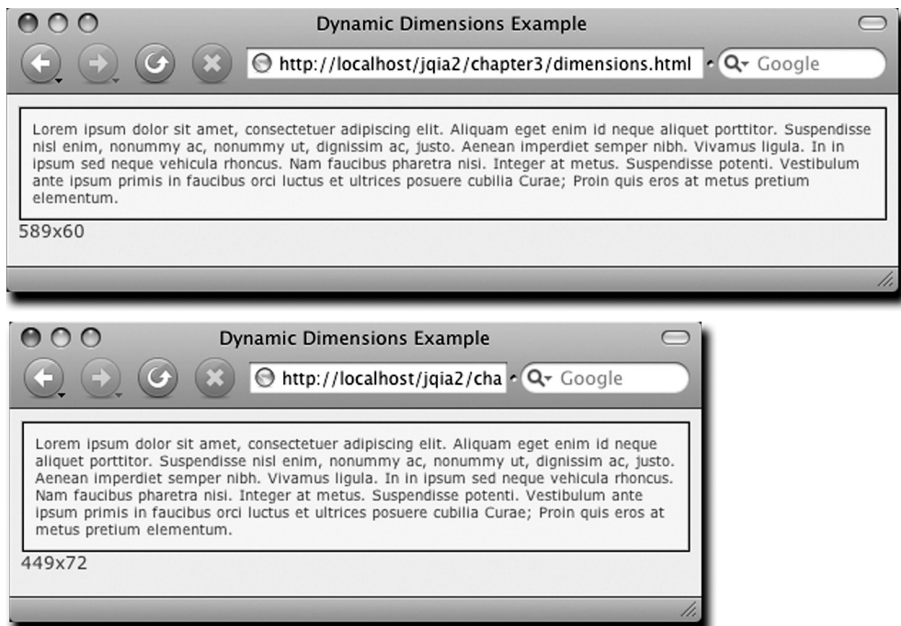 Dynamic Dimensions Example
http://localhost/jqia2/chapter3/dimensions.html
Google
Lorem ipsum dolor sit amet, consectetuer adipiscing elit. Aliquam eget enim id neque aliquet porttitor. Suspendisse
nisl enim, nonummy ac, nonummy ut, dignissim ac, justo. Aenean imperdiet semper nibh. Vivamus ligula. In in
ipsum sed neque vehicula rhoncus. Nam faucibus pharetra nisi. Integer at metus. Suspendisse potenti. Vestibulum
ante ipsum primis in faucibus orci luctus et ultrices posuere cubilia Curae; Proin quis eros at metus pretium
elementum.
589x60
Dynamic Dimensions Example
http://localhost/jqia2/cha
Google
Lorem ipsum dolor sit amet, consectetuer adipiscing elit. Aliquam eget enim id neque
aliquet porttitor. Suspendisse nisl enim, nonummy ac, nonummy ut, dignissim ac, justo.
Aenean imperdiet semper nibh. Vivamus ligula. In in ipsum sed neque vehicula rhoncus.
Nam faucibus pharetra nisi. Integer at metus. Suspendisse potenti. Vestibulum ante
ipsum primis in faucibus orci luctus et ultrices posuere cubilia Curae; Proin quis eros at
metus pretium elementum.
449x72